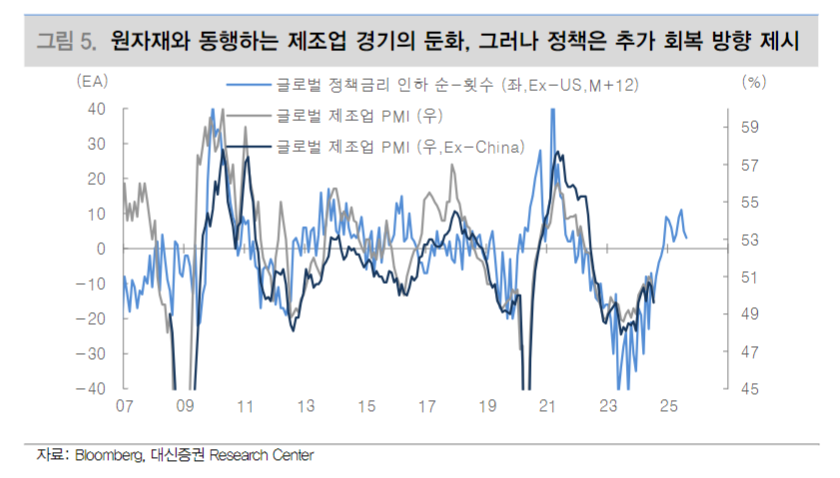 그림 5. 원자재와 동행하는 제조업 경기의 둔화, 그러나 정책은 추가 회복 방향 제시
(EA) (%)
글로벌 정책금리 인하 순-횟수 (좌,Ex-US,M+12)
글로벌 제조업 PMI (우)
글로벌 제조업 PMI (우,Ex-China)
40
30
20
10
0
-10
-20
-30
-40
59
57
55
53
51
49
47
45
07 09 11 13 15 17 19 21 23 25
자료: Bloomberg, 대신증권 Research Center